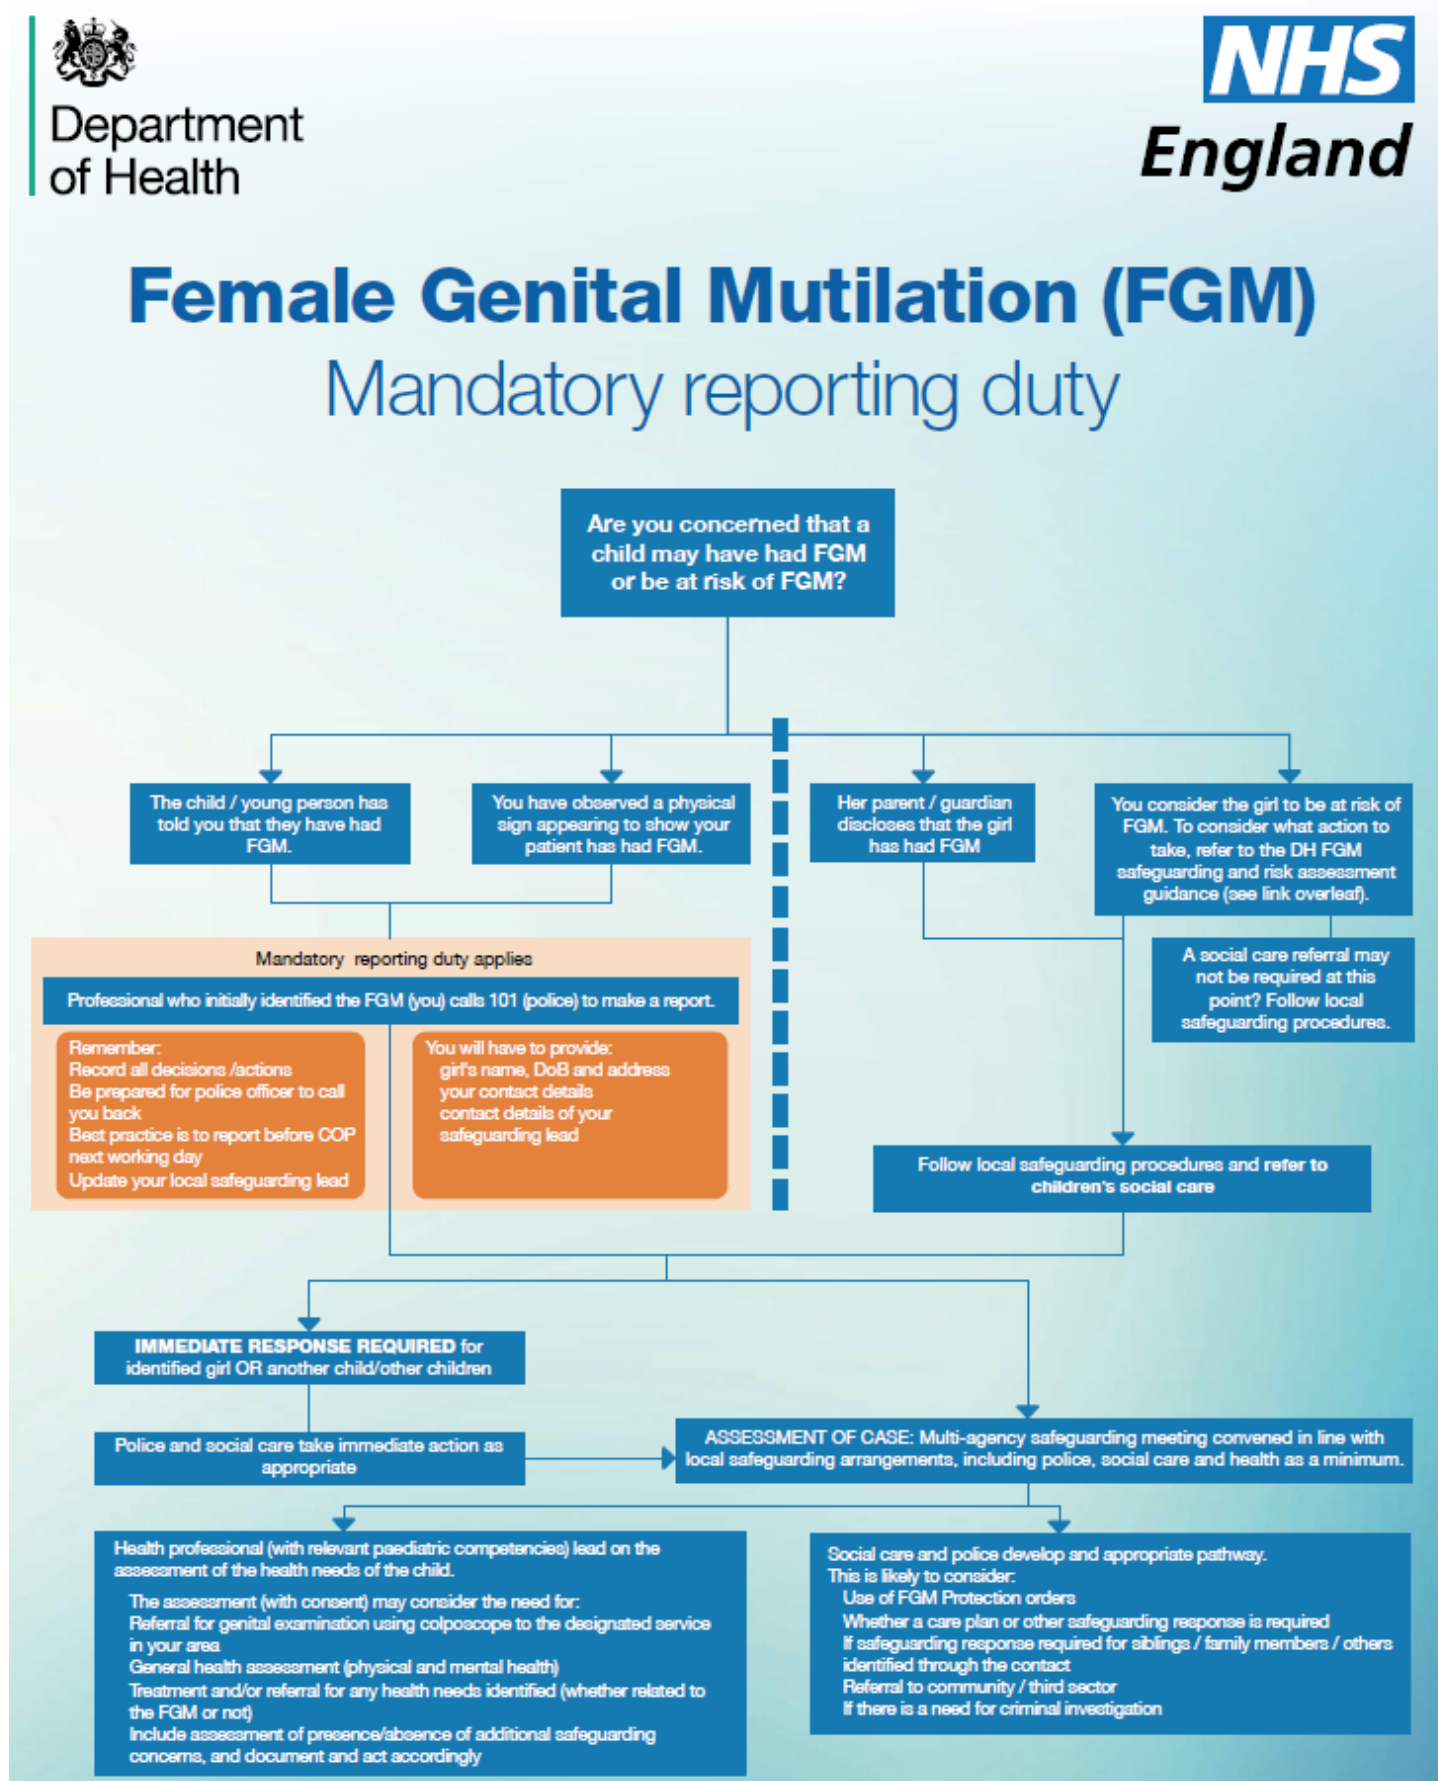 Department
of Health
NHS
England
Female Genital Mutilation (FGM)
Mandatory reporting duty
Are you concerned that a
child may have had FGM
or be at risk of FGM?
The child / young person has
told you that they have had
FGM.
You have observed a physical
sign appearing to show your
patient has had FGM.
Her parent / guardian
discloses that the girl
has had FGM
You consider the girl to be at risk of
FGM. To consider what action to
take, refer to the DH FGM
safeguarding and risk assessment
guidance (see link overleaf).
A social care referral may
not be required at this
point? Follow local
safeguarding procedures.
Mandatory reporting duty applies
Professional who initially identified the FGM (you) calls 101 (police) to make a report.
Remember:
Record all decisions /actions
Be prepared for police officer to call
you back
Best practice is to report before COP
next working day
Update your local safeguarding lead
You will have to provide:
girl's name, DoB and address
your contact details
contact details of your
safeguarding lead
Follow local safeguarding procedures and refer to
children's social care
IMMEDIATE RESPONSE REQUIRED for
identified girl OR another child/other children
Police and social care take immediate action as
appropriate
ASSESSMENT OF CASE: Multi-agency safeguarding meeting convened in line with
local safeguarding arrangements, including police, social care and health as a minimum.
Health professional (with relevant paediatric competencies) lead on the
assessment of the health needs of the child.
The assessment (with consent) may consider the need for:
Referral for genital examination using colposcope to the designated service
in your area
General health assessment (physical and mental health)
Treatment and/or referral for any health needs identified (whether related to
the FGM or not)
Include assessment of presence/absence of additional safeguarding
concerns, and document and act accordingly
Social care and police develop and appropriate pathway.
This is likely to consider:
Use of FGM Protection orders
Whether a care plan or other safeguarding response is required
If safeguarding response required for siblings / family members / others
identified through the contact
Referral to community / third sector
If there is a need for criminal investigation